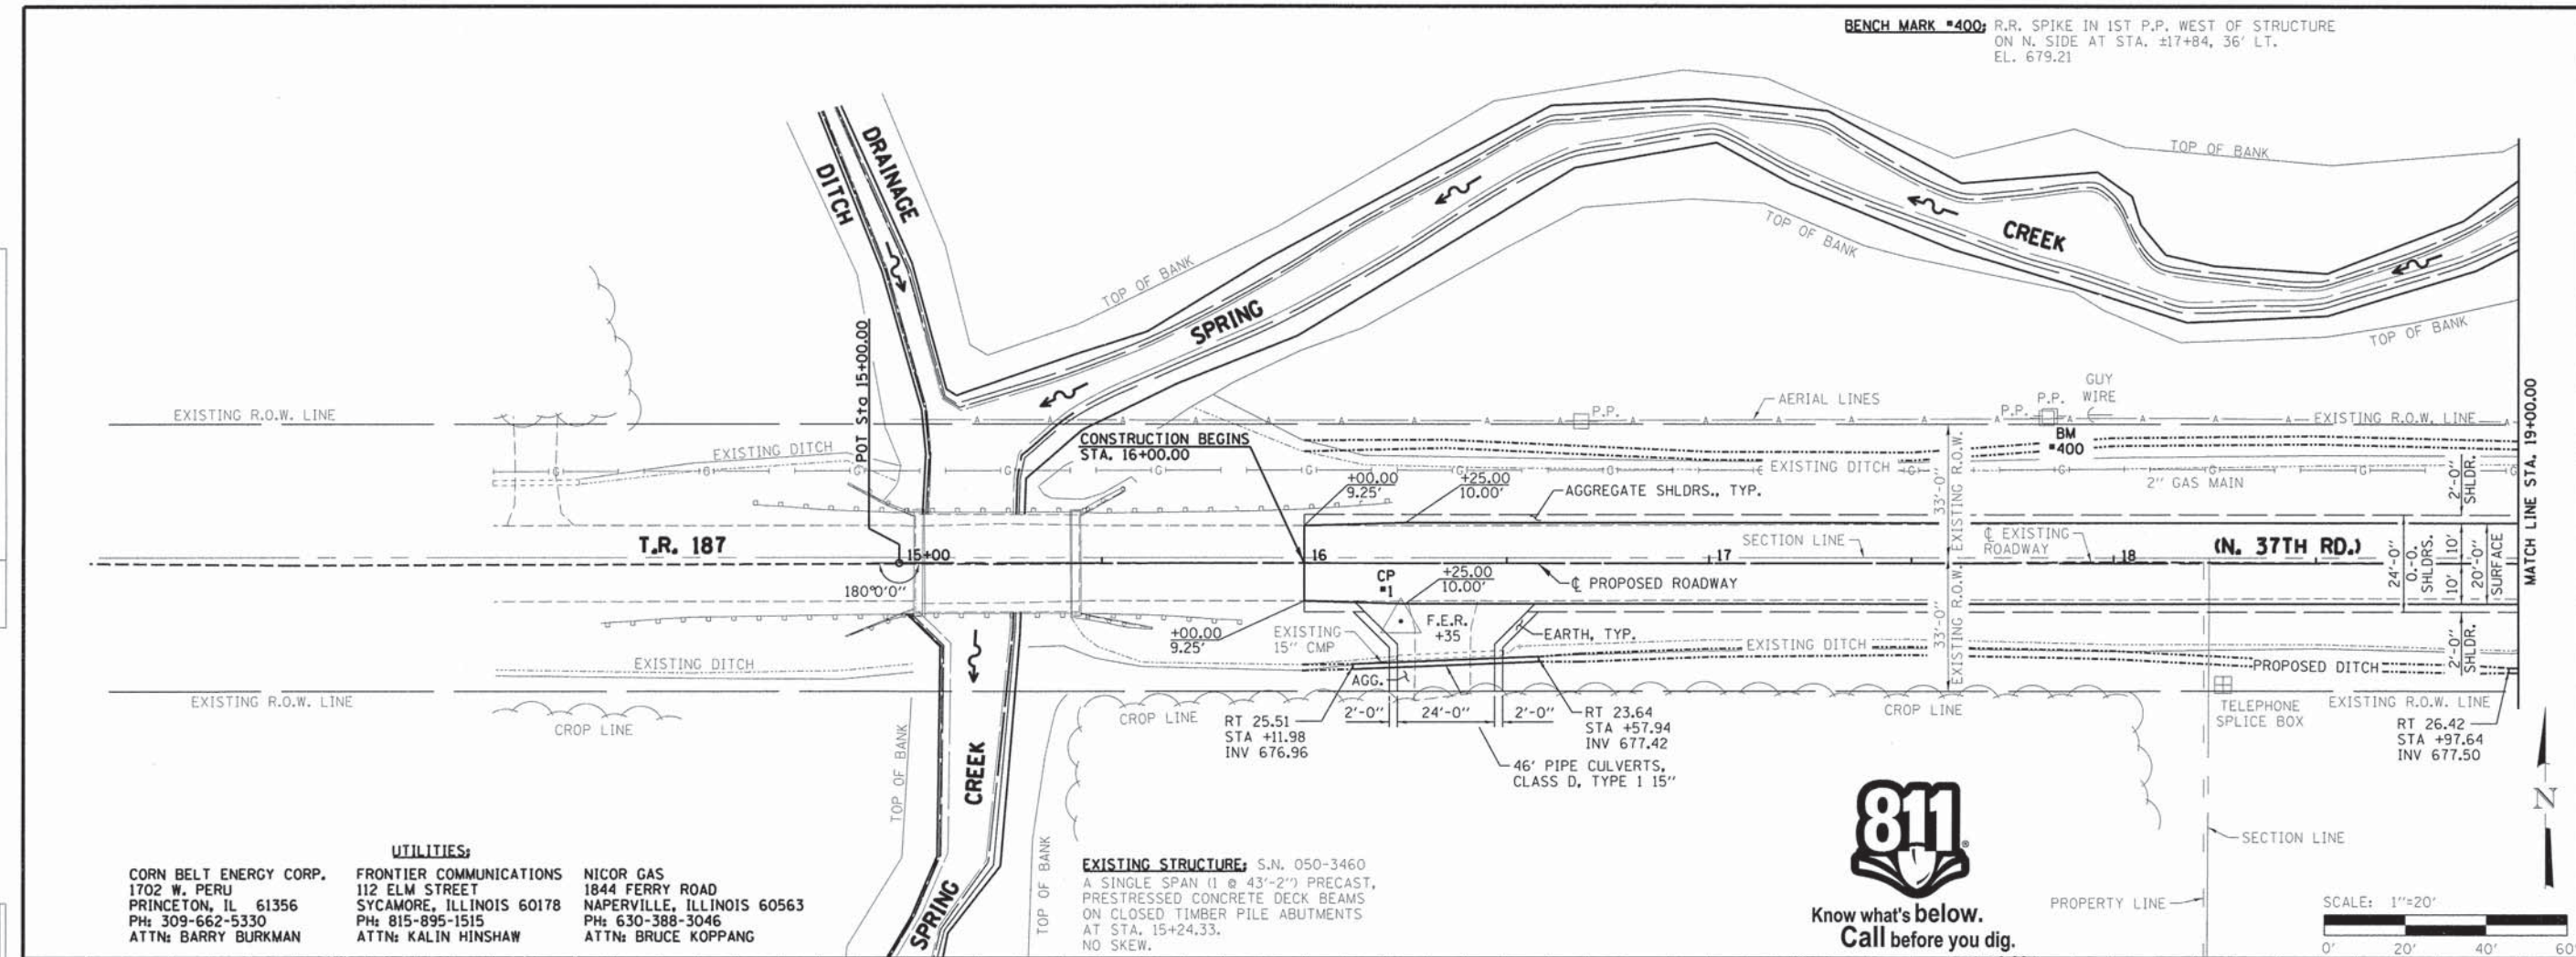 BENCH MARK #400: R.R. SPIKE IN 1ST P.P. WEST OF STRUCTURE
ON N. SIDE AT STA. ±17+84, 36' LT.
EL. 679.21
DRAINAGE
DITCH
TOP OF BANK
TOP OF BANK
CREEK
TOP OF BANK
SPRING
TOP OF BANK
POT Sta 15+00.00
EXISTING R.O.W. LINE
AERIAL LINES
P.P.
P.P.
P.P.
GUY
WIRE
A
EXISTING R.O.W. LINE
MATCH LINE STA. 19+00.00
EXISTING DITCH
CONSTRUCTION BEGINS
STA. 16+00.00
BM
#400
G
EXISTING DITCH
2" GAS MAIN
+00.00
9.25'
+25.00
10.00'
AGGREGATE SHLDRS., TYP.
33'-0"
EXISTING R.O.W.
2'-0"
SHLDR.
T.R. 187
15+00
16
17
SECTION LINE
℄ EXISTING
ROADWAY
18
(N. 37TH RD.)
24'-0"
O.-O.
SHLDRS.
10'
10'
20'-0"
SURFACE
180°0'0"
CP
#1
+25.00
10.00'
℄ PROPOSED ROADWAY
+00.00
9.25'
EXISTING
15" CMP
F.E.R.
+35
EARTH, TYP.
EXISTING DITCH
33'-0"
EXISTING R.O.W.
PROPOSED DITCH
2'-0"
SHLDR.
EXISTING DITCH
AGG.
EXISTING R.O.W. LINE
CROP LINE
CROP LINE
RT 25.51
STA +11.98
INV 676.96
2'-0"
24'-0"
2'-0"
RT 23.64
STA +57.94
INV 677.42
CROP LINE
TELEPHONE
SPLICE BOX
EXISTING R.O.W. LINE
RT 26.42
STA +97.64
INV 677.50
46' PIPE CULVERTS,
CLASS D, TYPE 1 15"
TOP OF BANK
CREEK
SPRING
TOP OF BANK
N
SECTION LINE
PROPERTY LINE
UTILITIES:
CORN BELT ENERGY CORP.
1702 W. PERU
PRINCETON, IL 61356
PH: 309-662-5330
ATTN: BARRY BURKMAN
FRONTIER COMMUNICATIONS
112 ELM STREET
SYCAMORE, ILLINOIS 60178
PH: 815-895-1515
ATTN: KALIN HINSHAW
NICOR GAS
1844 FERRY ROAD
NAPERVILLE, ILLINOIS 60563
PH: 630-388-3046
ATTN: BRUCE KOPPANG
EXISTING STRUCTURE: S.N. 050-3460
A SINGLE SPAN (1 @ 43'-2") PRECAST,
PRESTRESSED CONCRETE DECK BEAMS
ON CLOSED TIMBER PILE ABUTMENTS
AT STA. 15+24.33.
NO SKEW.
811®
Know what's below.
Call before you dig.
SCALE: 1"=20'
0' 20' 40' 60'